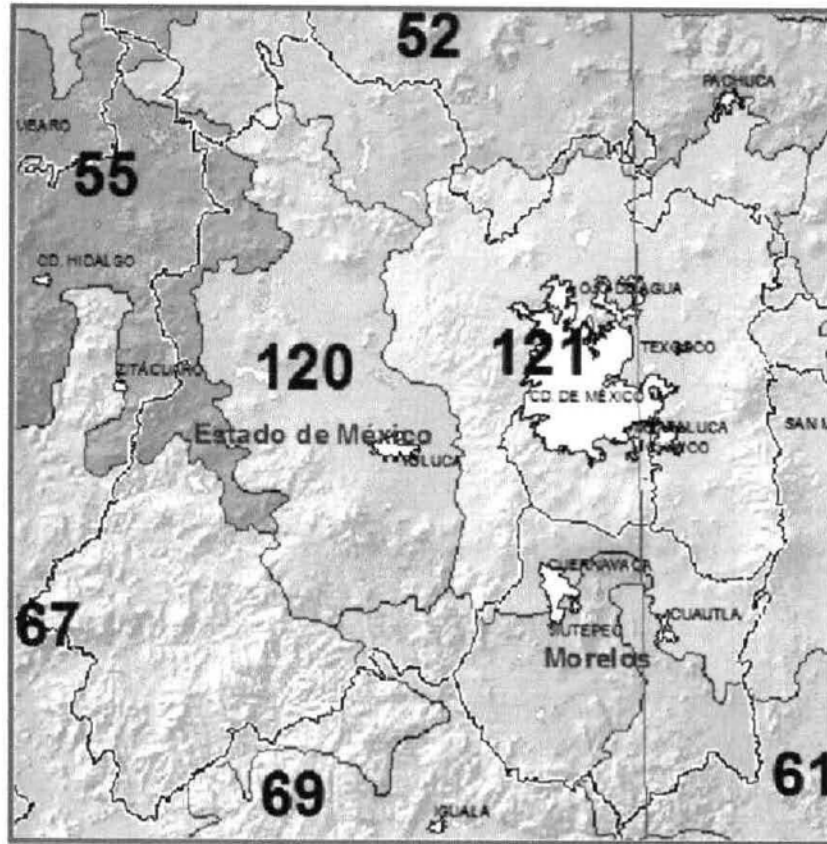 52
PACHUCA
55
CD. HIDALGO
OJO DE AGUA
121
TEXCOCO
120
ZITACUARO
CD. DE MÉXICO
Estado de México
TOLUCA
SAN M
CUERNAVACA
67
CUAUTLA
JIUTEPEC
Morelos
61
69
IGUALA